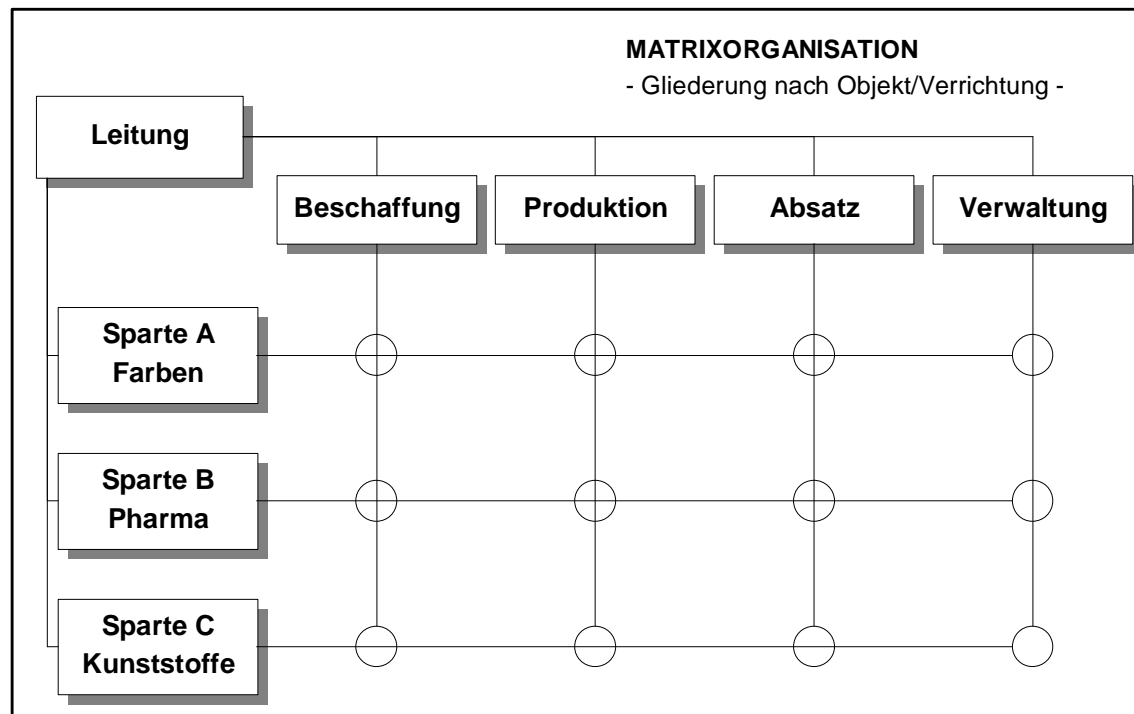 MATRIXORGANISATION
- Gliederung nach Objekt/Verrichtung -
Leitung
Beschaffung
Produktion
Absatz
Verwaltung
Sparte A
Farben
Sparte B
Pharma
Sparte C
Kunststoffe